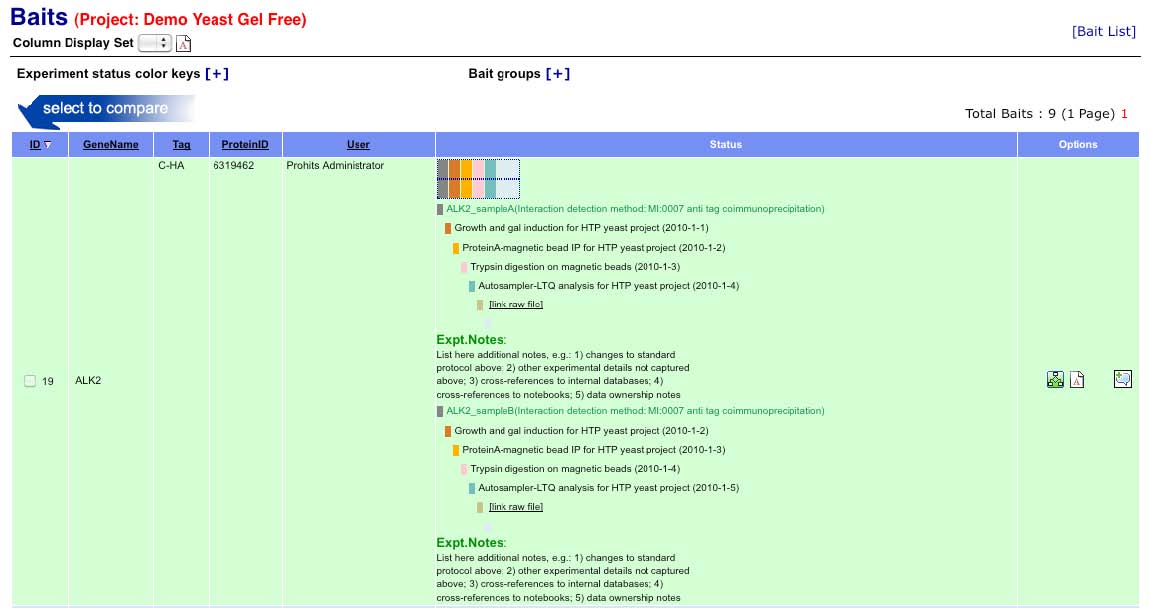 Baits (Project: Demo Yeast Gel Free)
Column Display Set
[Bait List]
Experiment status color keys [+]
Bait groups [+]
select to compare
Total Baits : 9 (1 Page) 1
ID GeneName Tag ProteinID User Status Options
C-HA 6319462 Prohits Administrator
ALK2_sampleA(Interaction detection method: MI:0007 anti tag coimmunoprecipitation)
Growth and gal induction for HTP yeast project (2010-1-1)
ProteinA-magnetic bead IP for HTP yeast project (2010-1-2)
Trypsin digestion on magnetic beads (2010-1-3)
Autosampler-LTQ analysis for HTP yeast project (2010-1-4)
[link raw file]
Expt.Notes:
List here additional notes, e.g.: 1) changes to standard
protocol above; 2) other experimental details not captured
above; 3) cross-references to internal databases; 4)
cross-references to notebooks; 5) data ownership notes
19 ALK2
ALK2_sampleB(Interaction detection method: MI:0007 anti tag coimmunoprecipitation)
Growth and gal induction for HTP yeast project (2010-1-2)
ProteinA-magnetic bead IP for HTP yeast project (2010-1-3)
Trypsin digestion on magnetic beads (2010-1-4)
Autosampler-LTQ analysis for HTP yeast project (2010-1-5)
[link raw file]
Expt.Notes:
List here additional notes, e.g.: 1) changes to standard
protocol above; 2) other experimental details not captured
above; 3) cross-references to internal databases; 4)
cross-references to notebooks; 5) data ownership notes